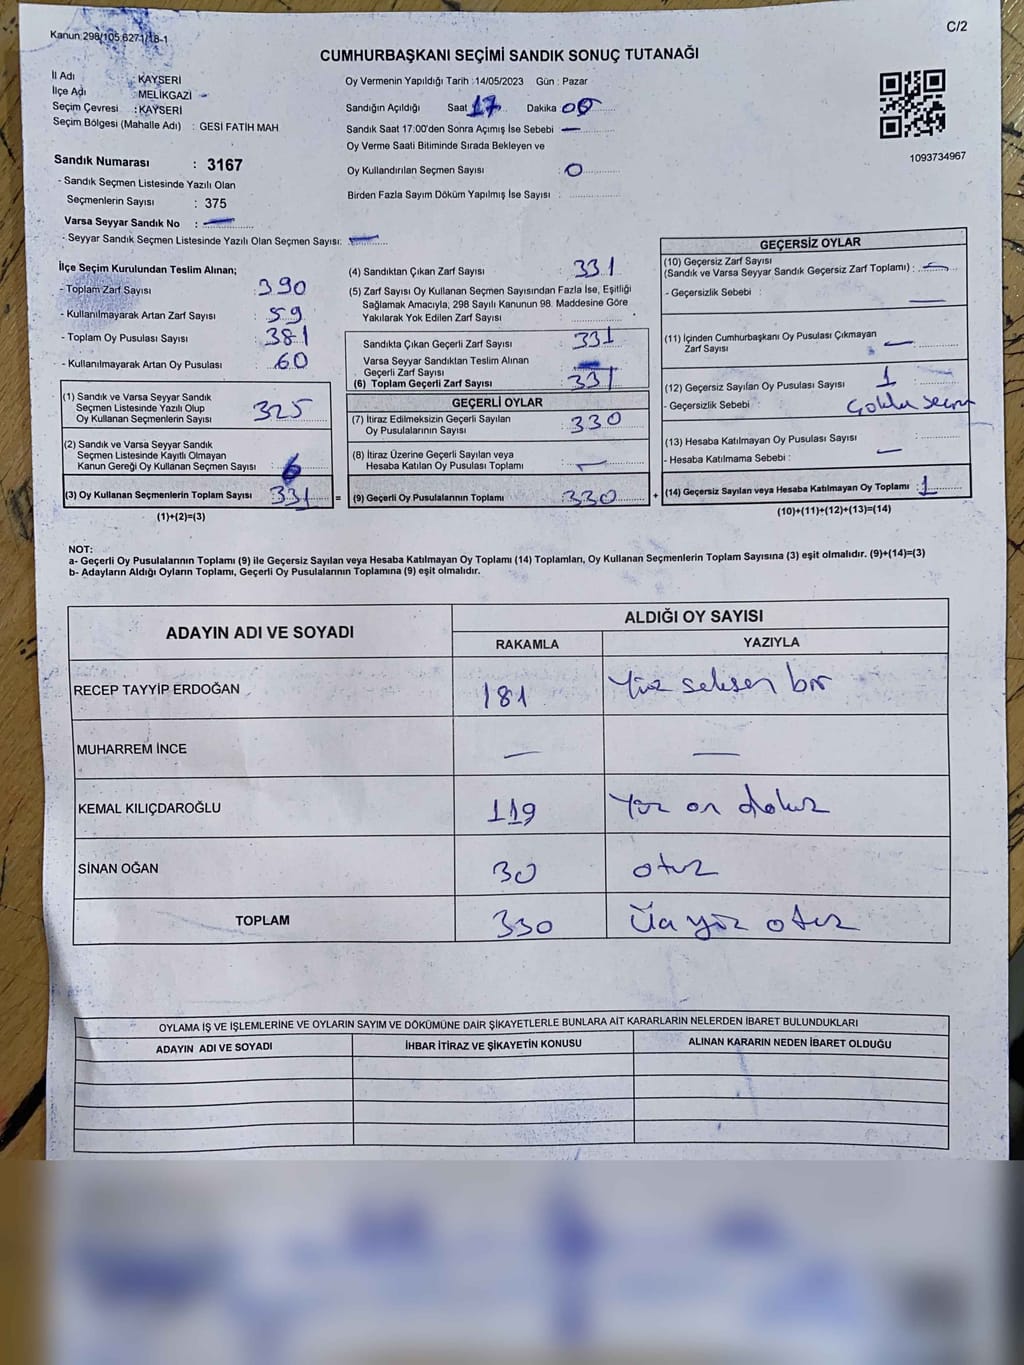 Kanun 298/105,6271/18-1
C/2
CUMHURBAŞKANI SEÇİMİ SANDIK SONUÇ TUTANAĞI
İl Adı : KAYSERİ
İlçe Adı : MELİKGAZİ
Seçim Çevresi : KAYSERİ
Seçim Bölgesi (Mahalle Adı) : GESİ FATİH MAH
Oy Vermenin Yapıldığı Tarih :14/05/2023 Gün : Pazar
Sandığın Açıldığı Saat 17 Dakika 00
Sandık Saat 17:00'den Sonra Açımış İse Sebebi : —
Oy Verme Saati Bitiminde Sırada Bekleyen ve
Oy Kullandırılan Seçmen Sayısı : 0
Birden Fazla Sayım Döküm Yapılmış İse Sayısı :
1093734967
Sandık Numarası : 3167
- Sandık Seçmen Listesinde Yazılı Olan
Seçmenlerin Sayısı : 375
Varsa Seyyar Sandık No : —
- Seyyar Sandık Seçmen Listesinde Yazılı Olan Seçmen Sayısı: —
İlçe Seçim Kurulundan Teslim Alınan;
- Toplam Zarf Sayısı : 390
- Kullanılmayarak Artan Zarf Sayısı : 59
- Toplam Oy Pusulası Sayısı : 381
- Kullanılmayarak Artan Oy Pusulası : 60
(1) Sandık ve Varsa Seyyar Sandık
Seçmen Listesinde Yazılı Olup
Oy Kullanan Seçmenlerin Sayısı : 325
(2) Sandık ve Varsa Seyyar Sandık
Seçmen Listesinde Kayıtlı Olmayan
Kanun Gereği Oy Kullanan Seçmen Sayısı : 6
(3) Oy Kullanan Seçmenlerin Toplam Sayısı : 331 =
(1)+(2)=(3)
(4) Sandıktan Çıkan Zarf Sayısı : 331
(5) Zarf Sayısı Oy Kullanan Seçmen Sayısından Fazla İse, Eşitliği
Sağlamak Amacıyla, 298 Sayılı Kanunun 98. Maddesine Göre
Yakılarak Yok Edilen Zarf Sayısı :
Sandıkta Çıkan Geçerli Zarf Sayısı : 331
Varsa Seyyar Sandıktan Teslim Alınan
Geçerli Zarf Sayısı : —
(6) Toplam Geçerli Zarf Sayısı : 331
GEÇERLİ OYLAR
(7) İtiraz Edilmeksizin Geçerli Sayılan
Oy Pusulalarının Sayısı : 330
(8) İtiraz Üzerine Geçerli Sayılan veya
Hesaba Katılan Oy Pusulası Toplamı : —
(9) Geçerli Oy Pusulalarının Toplamı : 330 +
GEÇERSİZ OYLAR
(10) Geçersiz Zarf Sayısı
(Sandık ve Varsa Seyyar Sandık Geçersiz Zarf Toplamı) : —
- Geçersizlik Sebebi : —
(11) İçinden Cumhurbaşkanı Oy Pusulası Çıkmayan
Zarf Sayısı : —
(12) Geçersiz Sayılan Oy Pusulası Sayısı : 1
- Geçersizlik Sebebi : çoklu seçim
(13) Hesaba Katılmayan Oy Pusulası Sayısı :
- Hesaba Katılmama Sebebi : —
(14) Geçersiz Sayılan veya Hesaba Katılmayan Oy Toplamı : 1
(10)+(11)+(12)+(13)=(14)
NOT:
a- Geçerli Oy Pusulalarının Toplamı (9) ile Geçersiz Sayılan veya Hesaba Katılmayan Oy Toplamı (14) Toplamları, Oy Kullanan Seçmenlerin Toplam Sayısına (3) eşit olmalıdır. (9)+(14)=(3)
b- Adayların Aldığı Oyların Toplamı, Geçerli Oy Pusulalarının Toplamına (9) eşit olmalıdır.
ADAYIN ADI VE SOYADI ALDIĞI OY SAYISI
RAKAMLA YAZIYLA
RECEP TAYYİP ERDOĞAN 181 Yüz seksen bir
MUHARREM İNCE — —
KEMAL KILIÇDAROĞLU 119 Yüz on dokuz
SİNAN OĞAN 30 otuz
TOPLAM 330 Üç yüz otuz
OYLAMA İŞ VE İŞLEMLERİNE VE OYLARIN SAYIM VE DÖKÜMÜNE DAİR ŞİKAYETLERLE BUNLARA AİT KARARLARIN NELERDEN İBARET BULUNDUKLARI
ADAYIN ADI VE SOYADI İHBAR İTİRAZ VE ŞİKAYETİN KONUSU ALINAN KARARIN NEDEN İBARET OLDUĞU